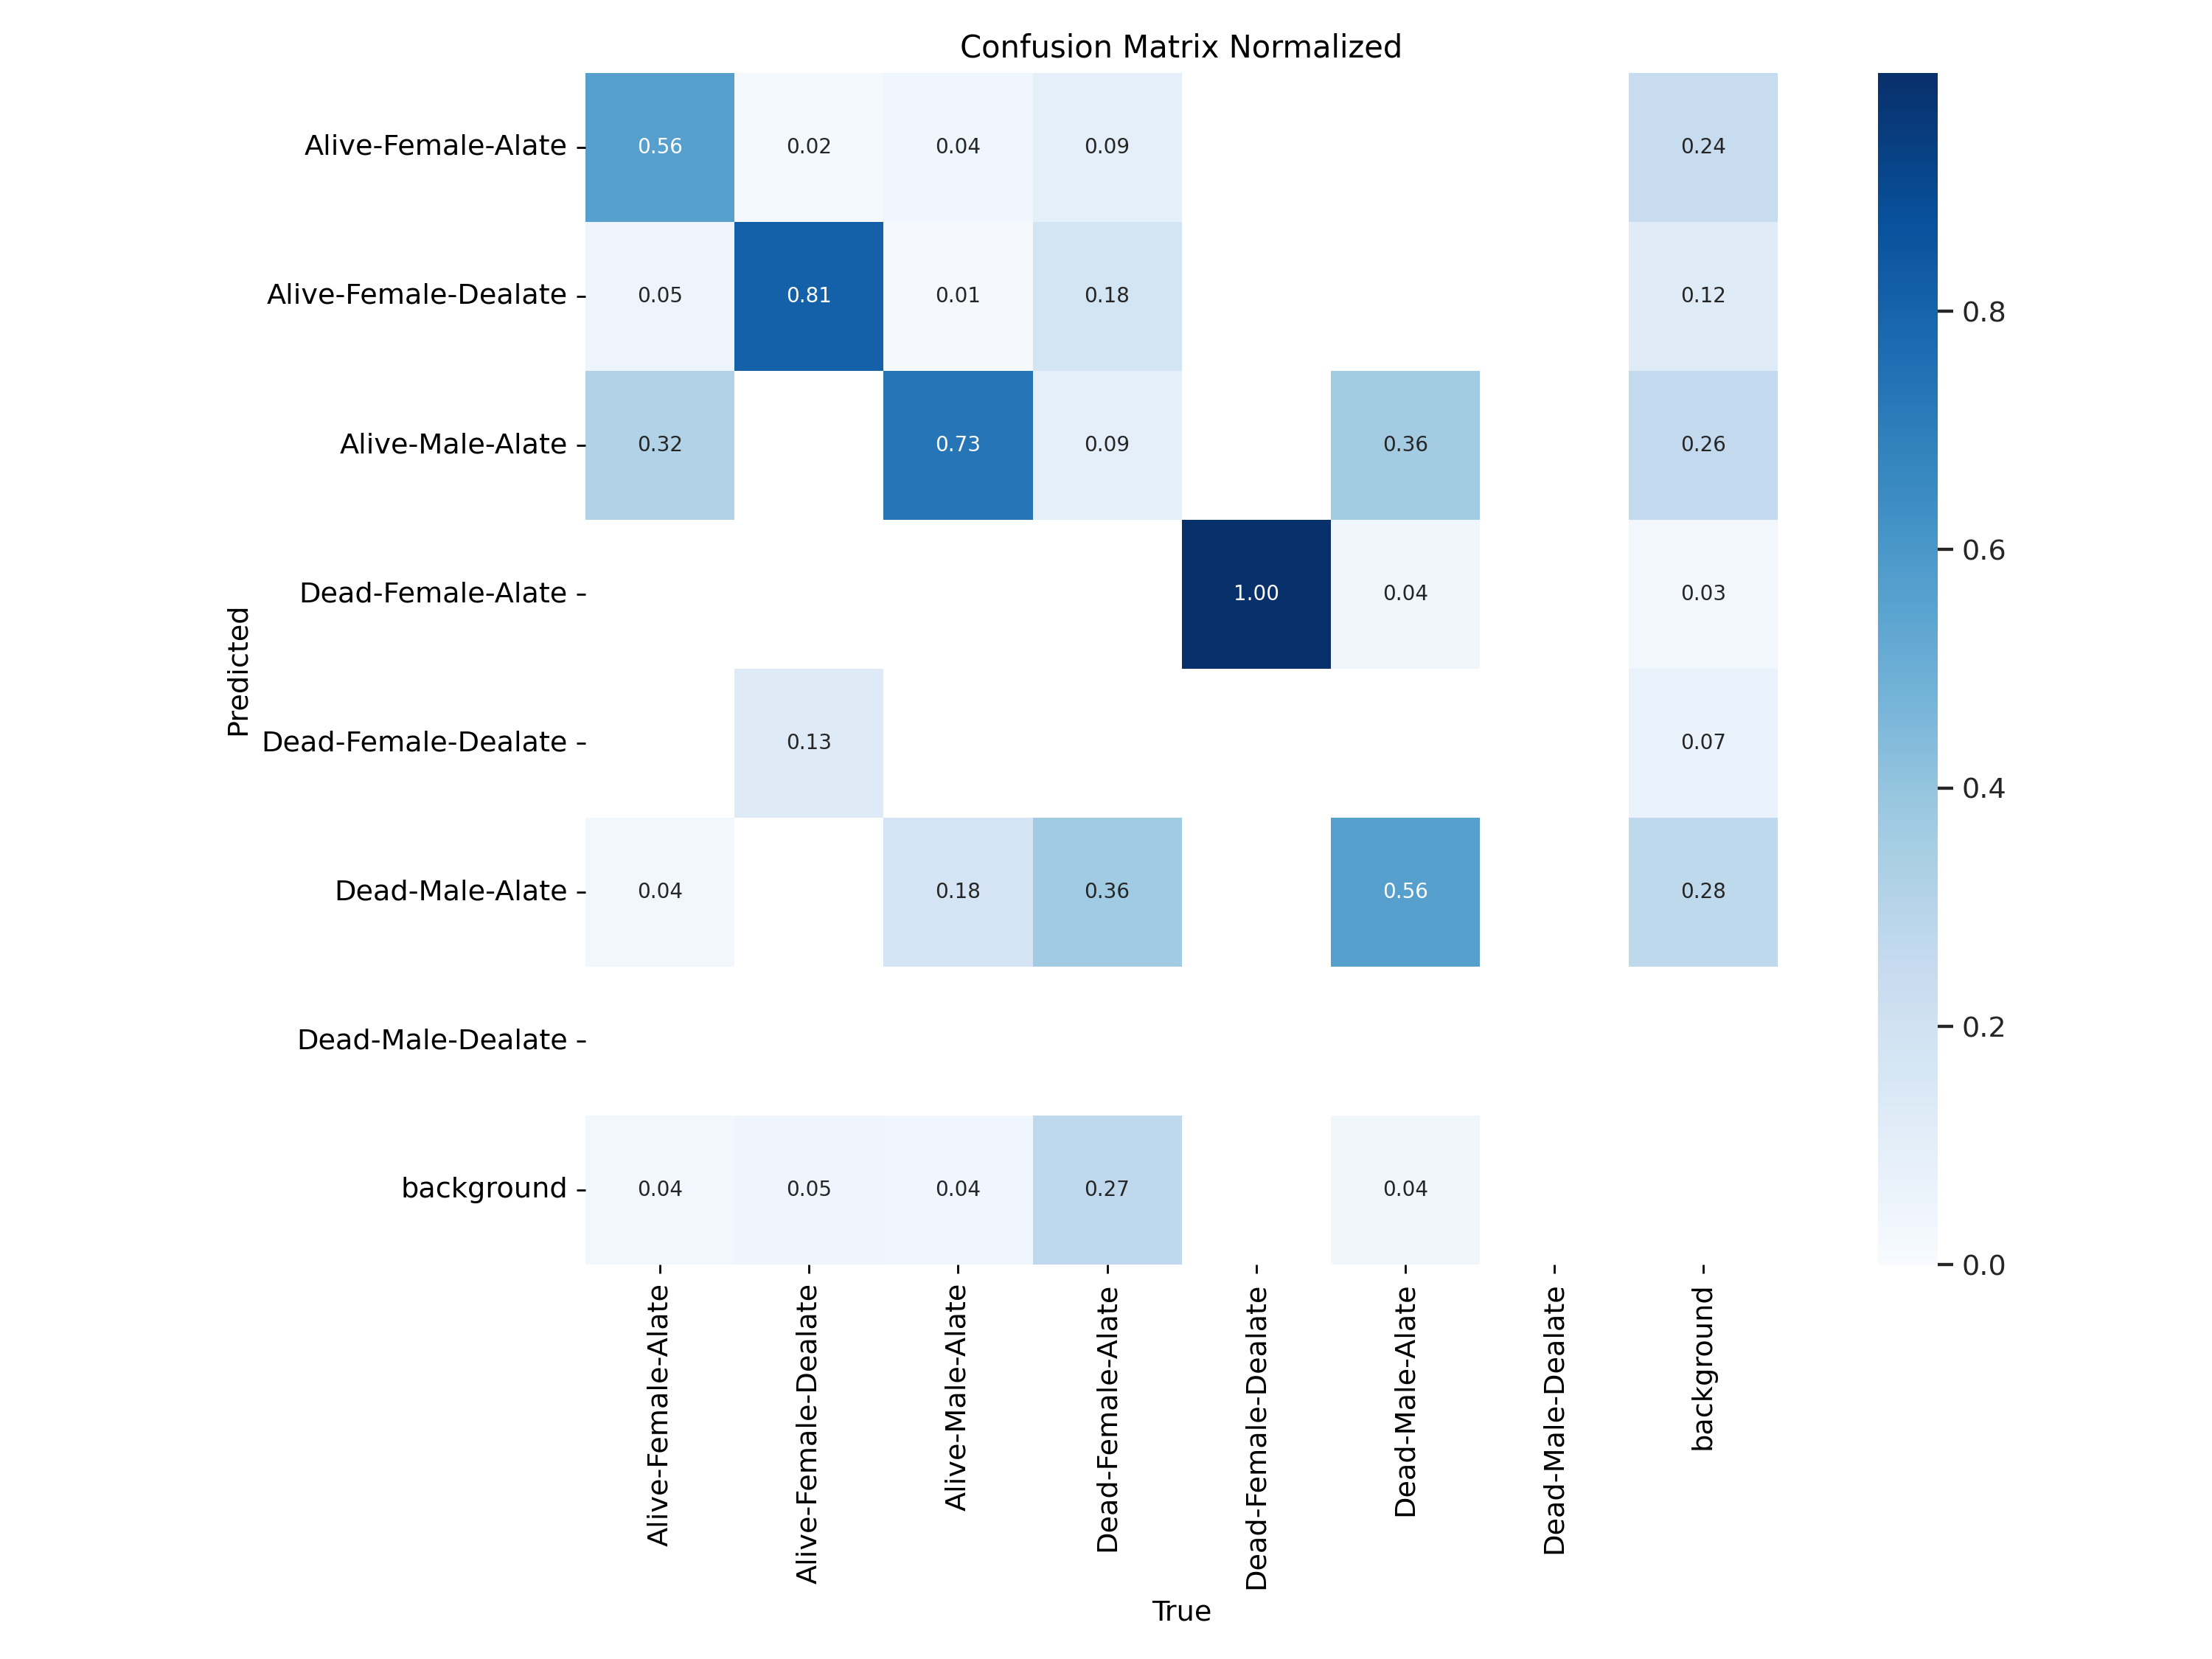 Confusion Matrix Normalized
Alive-Female-Alate 0.56 0.02 0.04 0.09 0.24
Alive-Female-Dealate 0.05 0.81 0.01 0.18 0.12
Alive-Male-Alate 0.32 0.73 0.09 0.36 0.26
Dead-Female-Alate 1.00 0.04 0.03
Dead-Female-Dealate 0.13 0.07
Dead-Male-Alate 0.04 0.18 0.36 0.56 0.28
Dead-Male-Dealate
background 0.04 0.05 0.04 0.27 0.04
Predicted
Alive-Female-Alate
Alive-Female-Dealate
Alive-Male-Alate
Dead-Female-Alate
Dead-Female-Dealate
Dead-Male-Alate
Dead-Male-Dealate
background
True
0.8
0.6
0.4
0.2
0.0